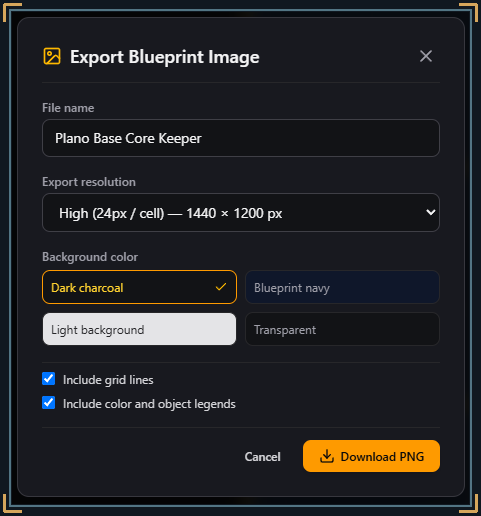 Export Blueprint Image
File name
Plano Base Core Keeper
Export resolution
High (24px / cell) — 1440 × 1200 px
Background color
Dark charcoal
Blueprint navy
Light background
Transparent
Include grid lines
Include color and object legends
Cancel
Download PNG